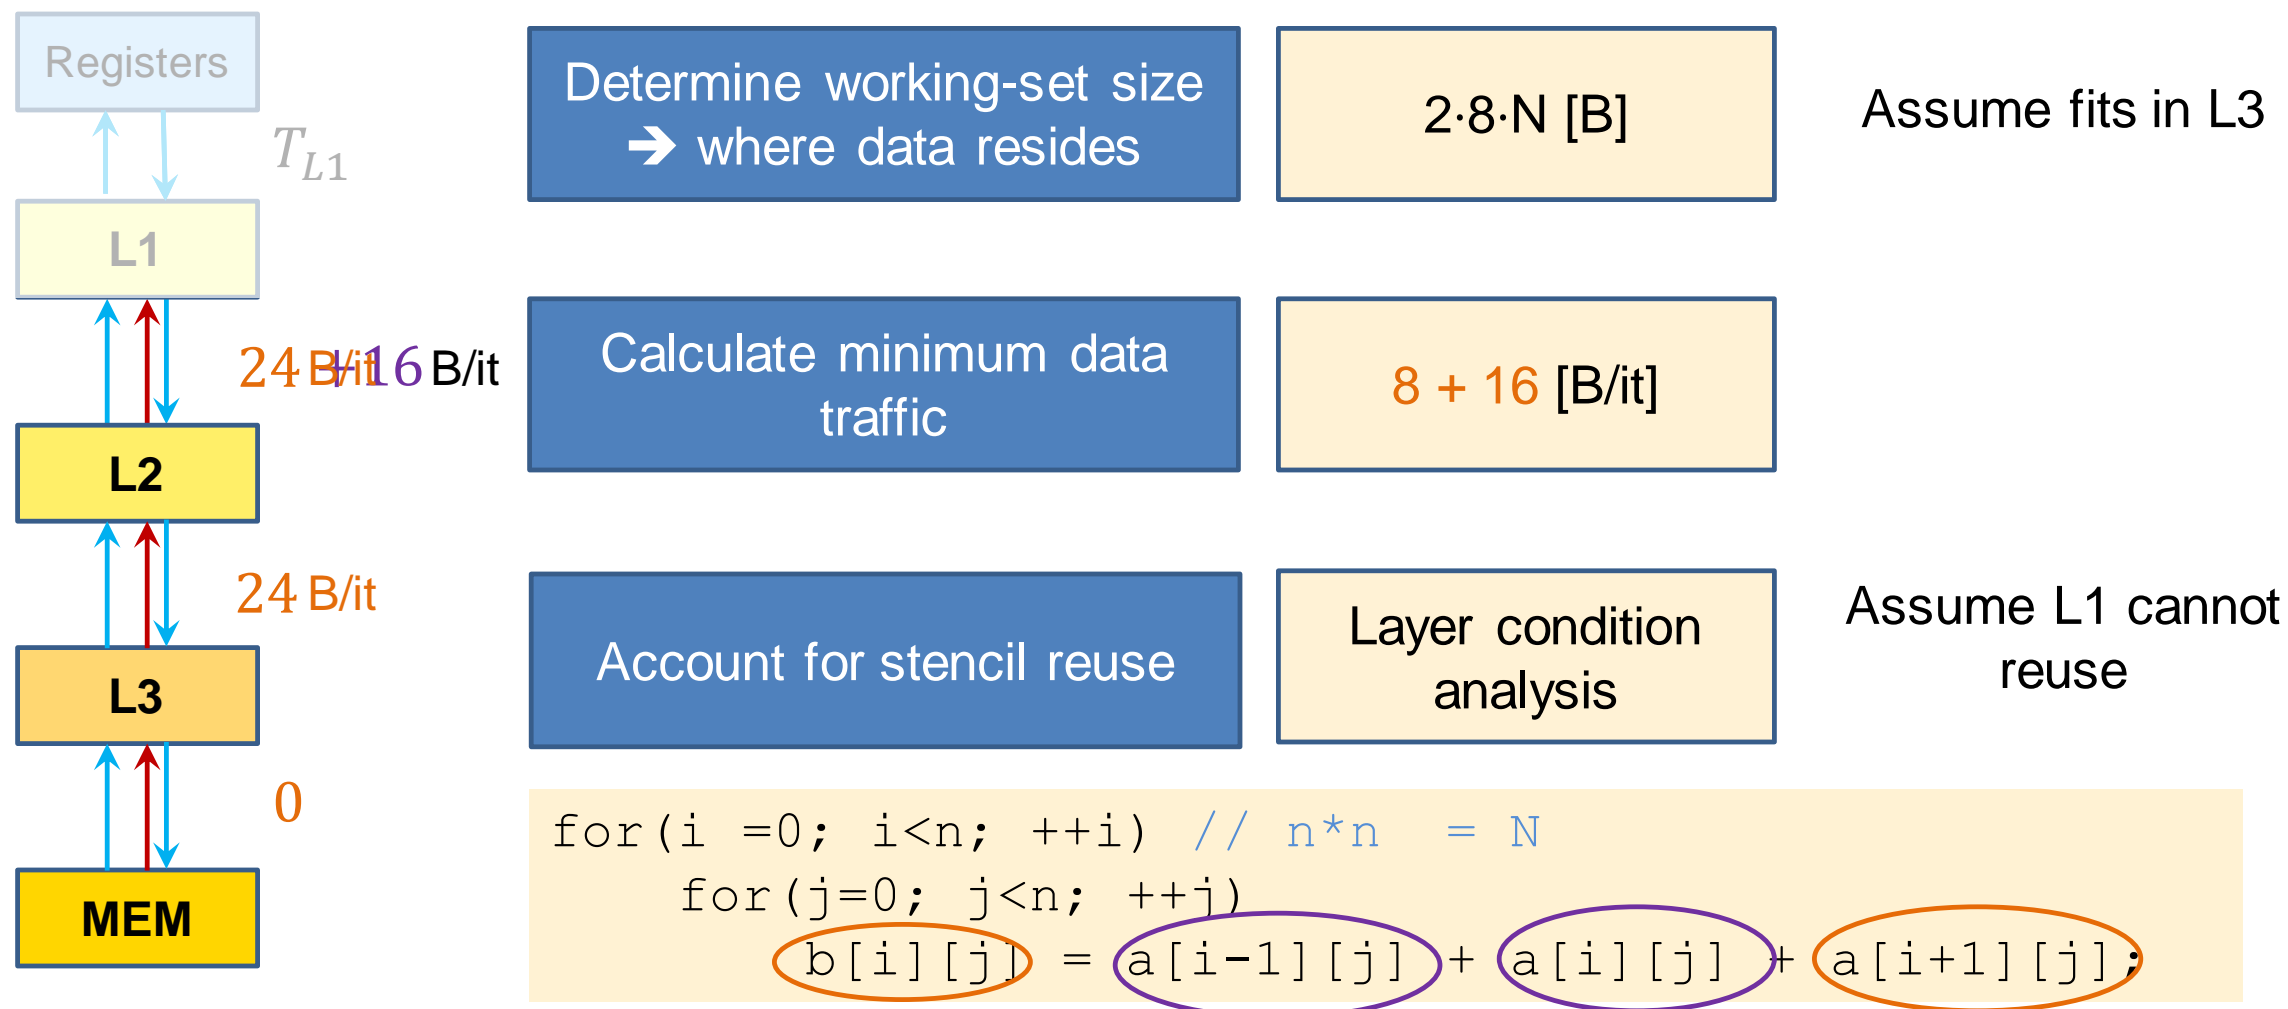 Registers
T_{L1}
L1
24 B/it
+16 B/it
L2
24 B/it
L3
0
MEM
Determine working-set size
➔ where data resides
2·8·N [B]
Assume fits in L3
Calculate minimum data
traffic
8 + 16 [B/it]
Account for stencil reuse
Layer condition
analysis
Assume L1 cannot
reuse
for(i =0; i<n; ++i) // n*n = N
for(j=0; j<n; ++j)
b[i][j] = a[i-1][j] + a[i][j] + a[i+1][j];